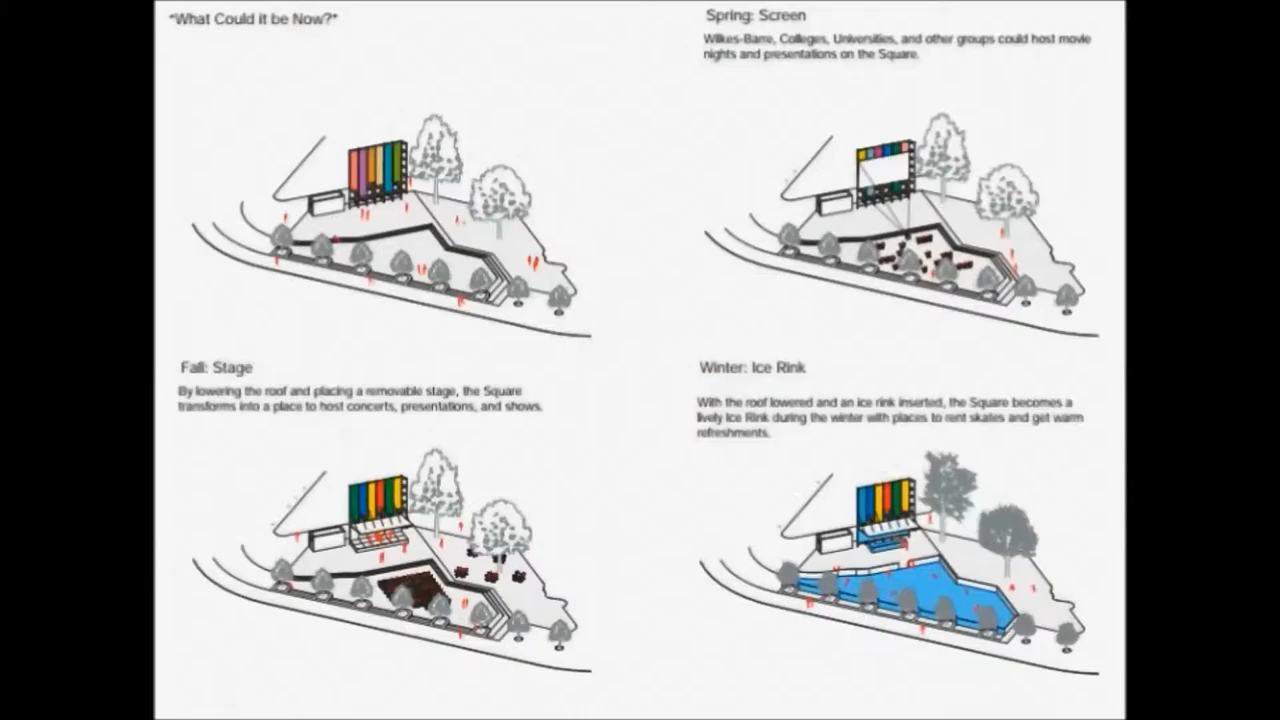 "What Could it be Now?"
Spring: Screen
Wilkes-Barre, Colleges, Universities, and other groups could host movie
nights and presentations on the Square.
Fall: Stage
By lowering the roof and placing a removable stage, the Square
transforms into a place to host concerts, presentations, and shows.
Winter: Ice Rink
With the roof lowered and an ice rink inserted, the Square becomes a
lively Ice Rink during the winter with places to rent skates and get warm
refreshments.